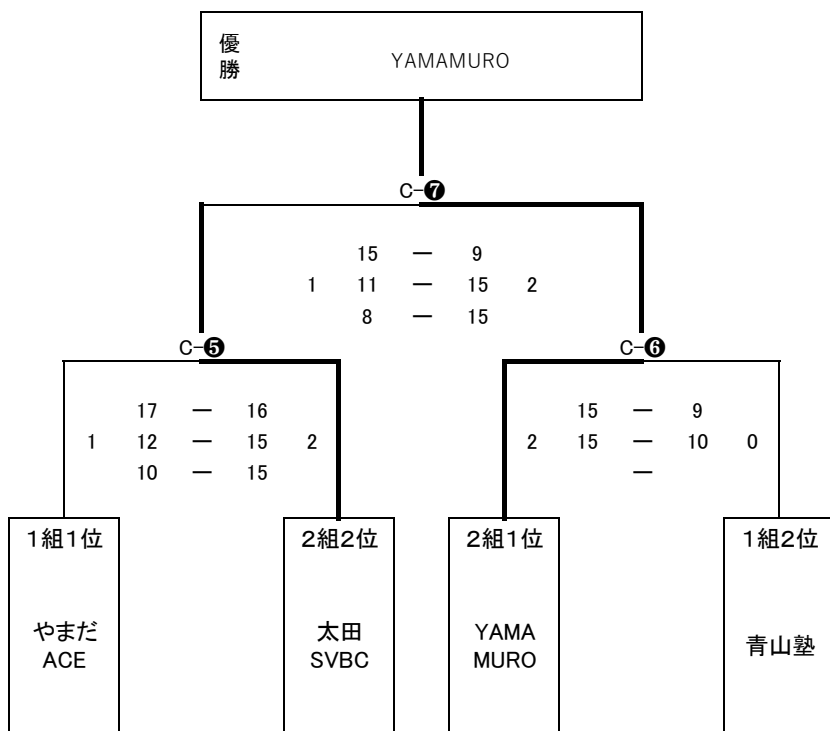 優勝
YAMAMURO
C-❼
15 — 9
1 11 — 15 2
8 — 15
C-❺
C-❻
17 — 16
1 12 — 15 2
10 — 15
15 — 9
2 15 — 10 0
—
1組1位
やまだ
ACE
2組2位
太田
SVBC
2組1位
YAMA
MURO
1組2位
青山塾